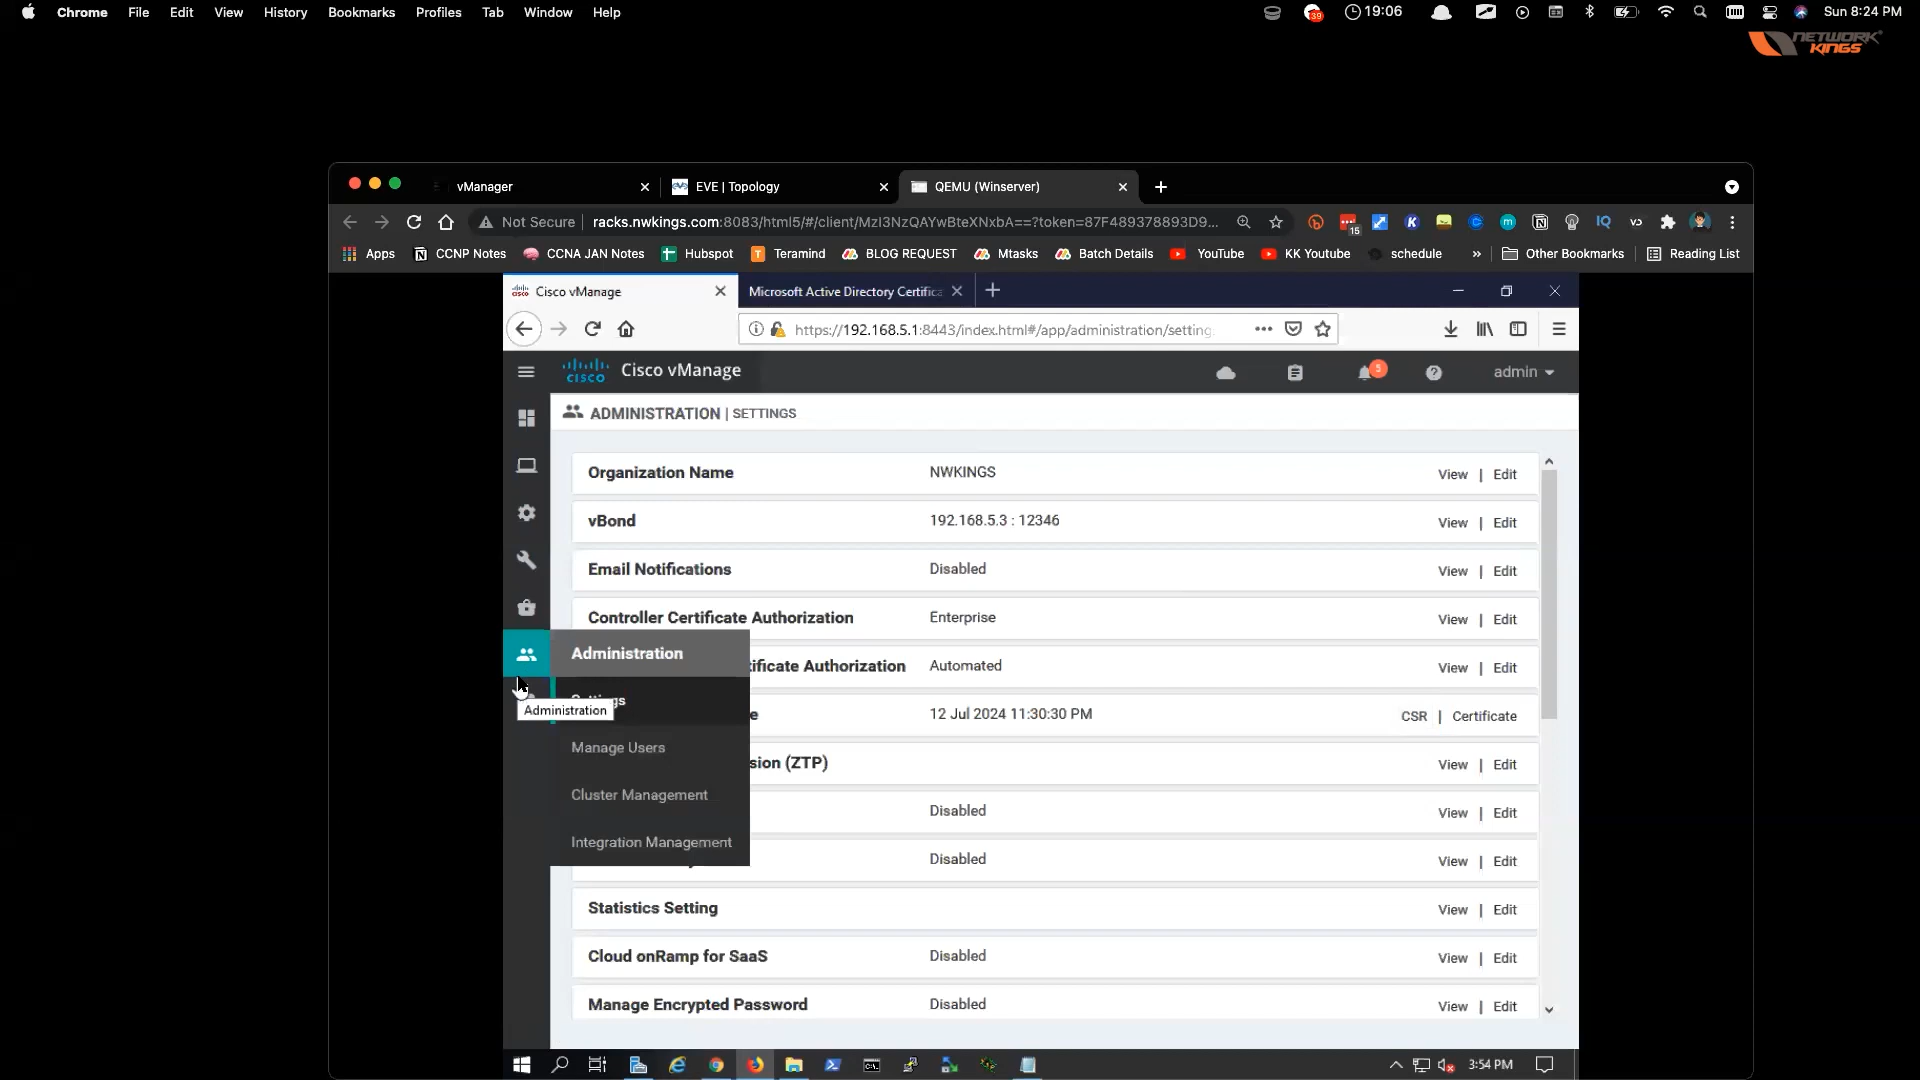 Chrome File Edit View History Bookmarks Profiles Tab Window Help
39 19:06 Sun 8:24 PM
NETWORK
KINGS
vManager
EVE | Topology
QEMU (Winserver)
Not Secure racks.nwkings.com:8083/html5/#/client/MzI3NzQAYwBteXNxbA==?token=87F489378893D9...
15
Apps CCNP Notes CCNA JAN Notes Hubspot Teramind BLOG REQUEST Mtasks Batch Details YouTube KK Youtube schedule » Other Bookmarks Reading List
Cisco vManage
Microsoft Active Directory Certifica
https://192.168.5.1:8443/index.html#/app/administration/setting
CISCO Cisco vManage 5 admin
ADMINISTRATION | SETTINGS
Organization Name NWKINGS View | Edit
vBond 192.168.5.3 : 12346 View | Edit
Email Notifications Disabled View | Edit
Controller Certificate Authorization Enterprise View | Edit
Administration tificate Authorization Automated View | Edit
Administration
12 Jul 2024 11:30:30 PM CSR | Certificate
Manage Users
sion (ZTP) View | Edit
Cluster Management Disabled View | Edit
Integration Management Disabled View | Edit
Statistics Setting View | Edit
Cloud onRamp for SaaS Disabled View | Edit
Manage Encrypted Password Disabled View | Edit
3:54 PM